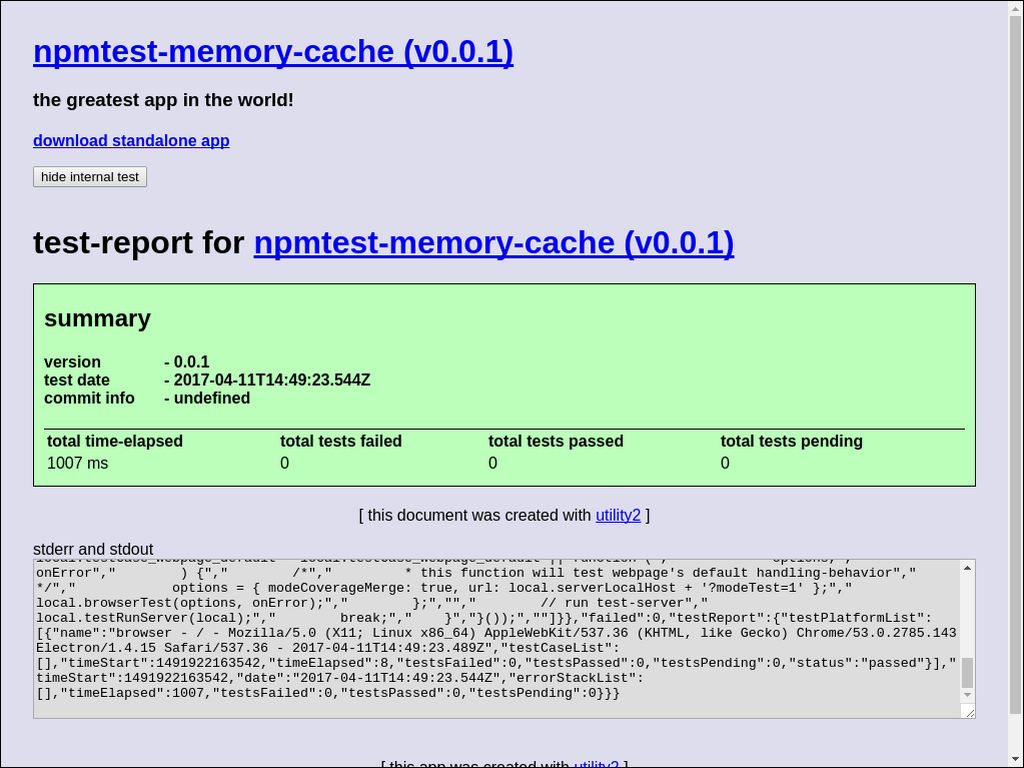 npmtest-memory-cache (v0.0.1)
the greatest app in the world!
download standalone app
hide internal test
test-report for npmtest-memory-cache (v0.0.1)
summary
version - 0.0.1
test date - 2017-04-11T14:49:23.544Z
commit info - undefined
total time-elapsed total tests failed total tests passed total tests pending
1007 ms 0 0 0
[ this document was created with utility2 ]
stderr and stdout
local.testCase_webpage_default = local.testCase_webpage_default || function (","             options,","
onError","        ) {","        /*","         * this function will test webpage's default handling-behavior","
*/","            options = { modeCoverageMerge: true, url: local.serverLocalHost + '?modeTest=1' };","
local.browserTest(options, onError);","        };","","        // run test-server","
local.testRunServer(local);","        break;","    }","}());",""]}},"failed":0,"testReport":{"testPlatformList":
[{"name":"browser - / - Mozilla/5.0 (X11; Linux x86_64) AppleWebKit/537.36 (KHTML, like Gecko) Chrome/53.0.2785.143
Electron/1.4.15 Safari/537.36 - 2017-04-11T14:49:23.489Z","testCaseList":
[],"timeStart":1491922163542,"timeElapsed":8,"testsFailed":0,"testsPassed":0,"testsPending":0,"status":"passed"}],"
timeStart":1491922163542,"date":"2017-04-11T14:49:23.544Z","errorStackList":
[],"timeElapsed":1007,"testsFailed":0,"testsPassed":0,"testsPending":0}}}
[ this app was created with utility2 ]